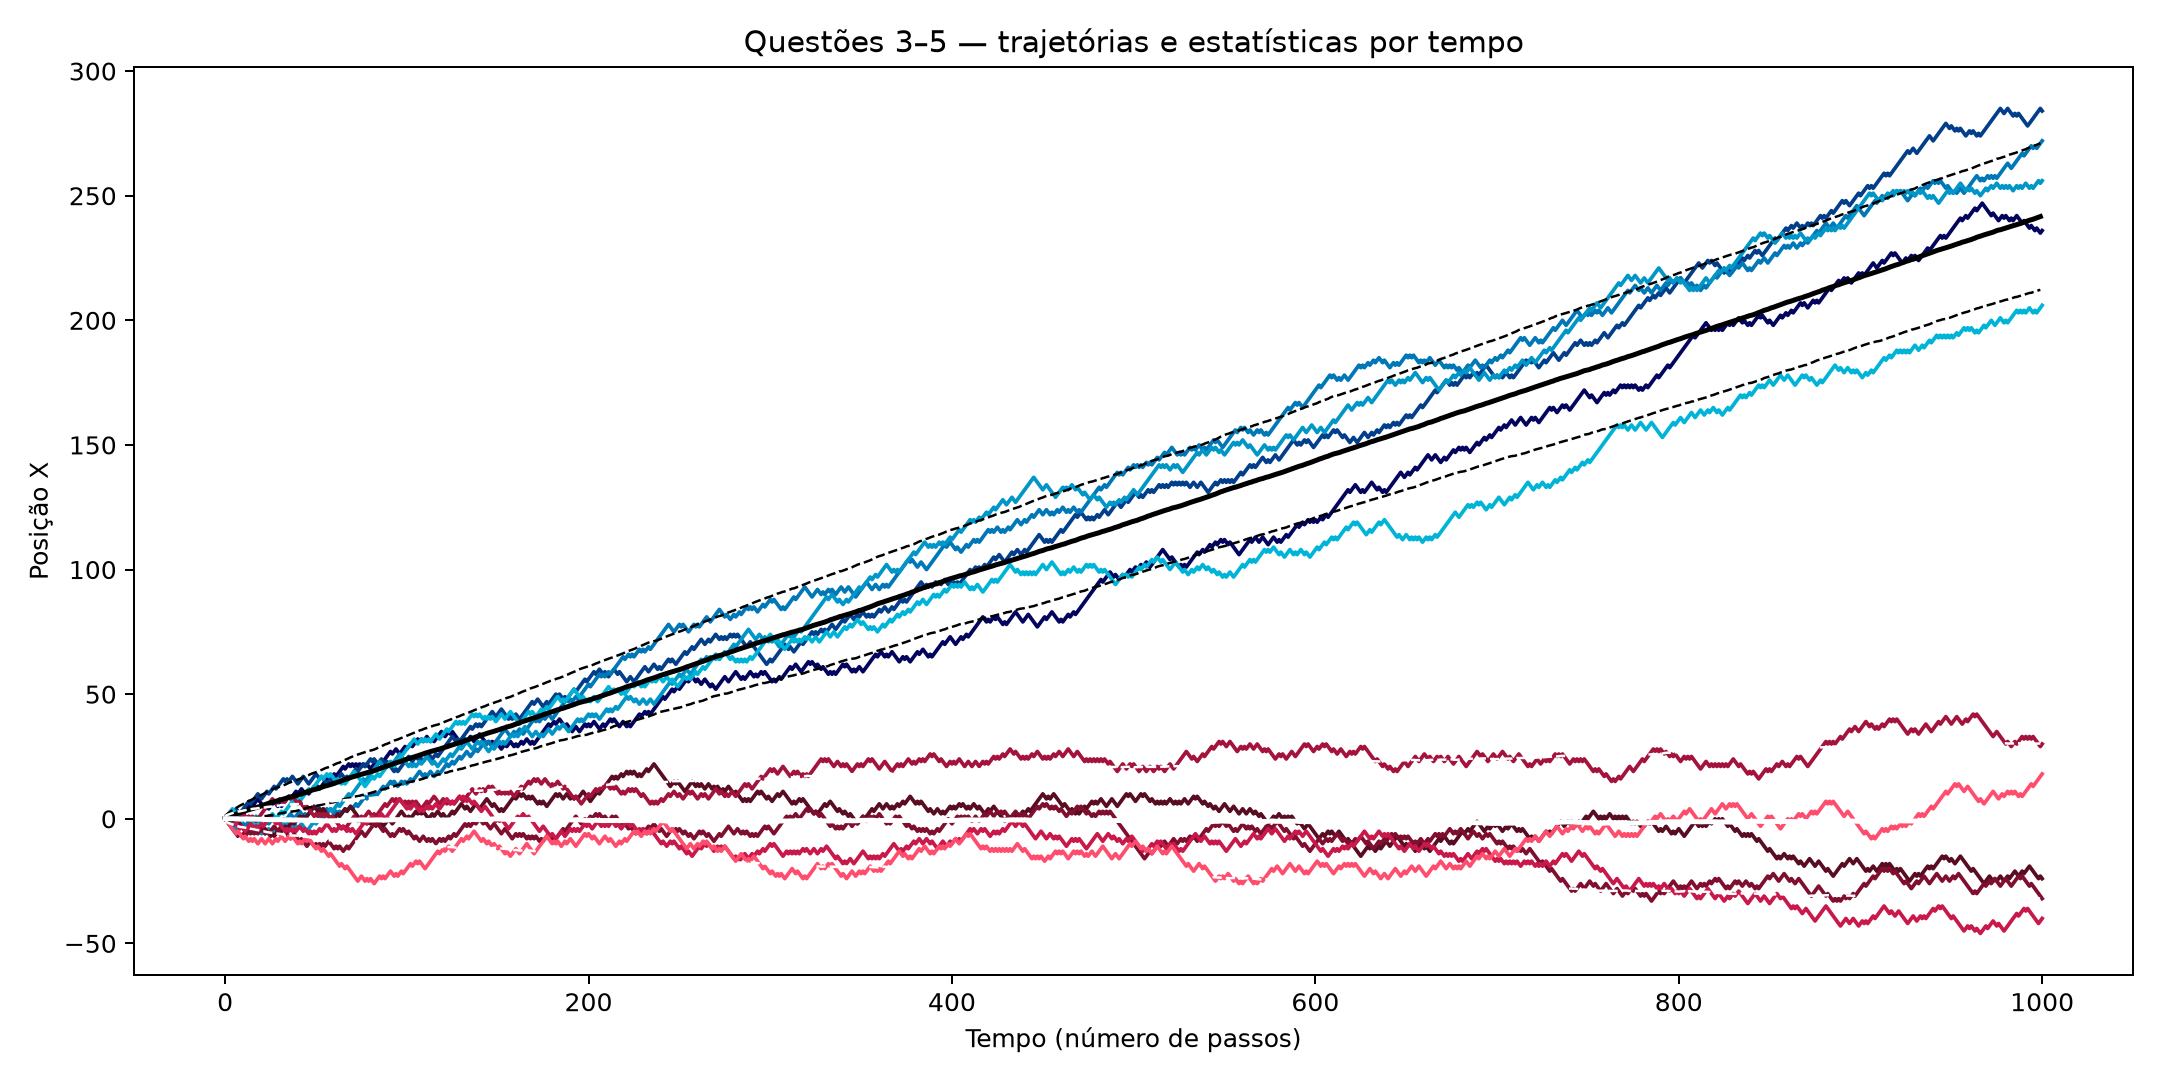 Questões 3–5 — trajetórias e estatísticas por tempo
300
250
200
150
100
50
0
−50
Posição X
0 200 400 600 800 1000
Tempo (número de passos)